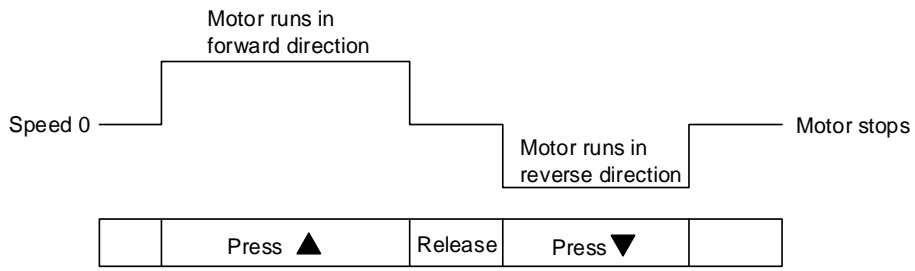 Motor runs in
forward direction
Speed 0
Motor stops
Motor runs in
reverse direction
Press ▲
Release
Press ▼